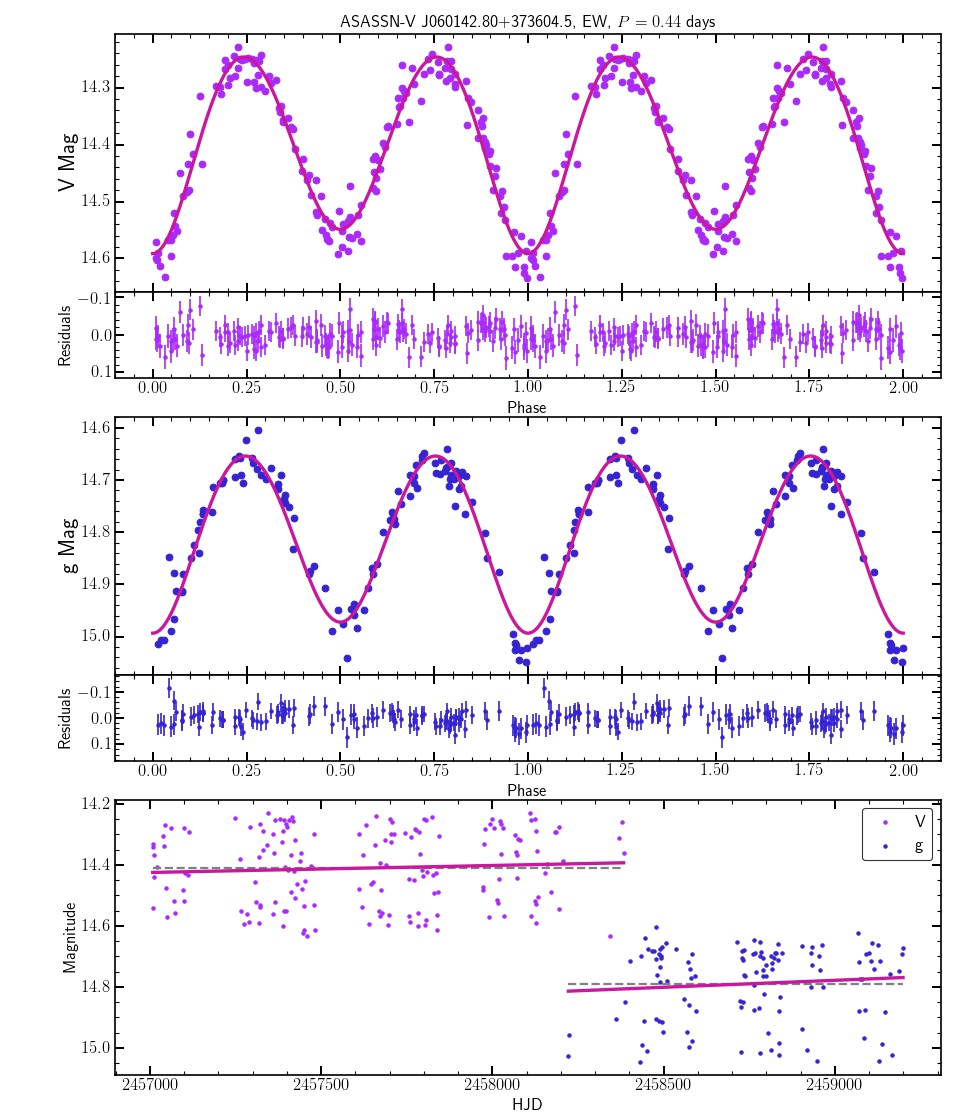 ASASSN-V J060142.80+373604.5, EW, P = 0.44 days
V Mag
14.3
14.4
14.5
14.6
Residuals
−0.1
0.0
0.1
0.00 0.25 0.50 0.75 1.00 1.25 1.50 1.75 2.00
Phase
g Mag
14.6
14.7
14.8
14.9
15.0
Residuals
−0.1
0.0
0.1
0.00 0.25 0.50 0.75 1.00 1.25 1.50 1.75 2.00
Phase
Magnitude
14.2
14.4
14.6
14.8
15.0
V
g
2457000 2457500 2458000 2458500 2459000
HJD